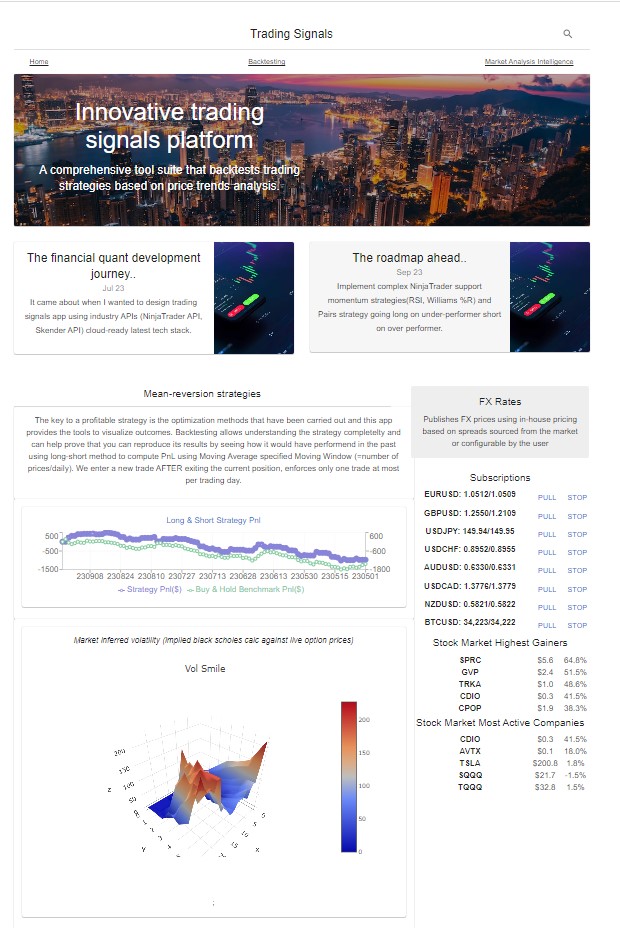 Trading Signals
Home Backtesting Market Analysis Intelligence
Innovative trading
signals platform
A comprehensive tool suite that backtests trading
strategies based on price trends analysis.
The financial quant development
journey..
Jul 23
It came about when I wanted to design trading
signals app using industry APIs (NinjaTrader API,
Skender API) cloud-ready latest tech stack.
The roadmap ahead..
Sep 23
Implement complex NinjaTrader support
momentum strategies(RSI, Williams %R) and
Pairs strategy going long on under-performer short
on over performer.
Mean-reversion strategies
The key to a profitable strategy is the optimization methods that have been carried out and this app
provides the tools to visualize outcomes. Backtesting allows understanding the strategy completelty and
can help prove that you can reproduce its results by seeing how it would have performend in the past
using long-short method to compute PnL using Moving Average specified Moving Window (=number of
prices/daily). We enter a new trade AFTER exiting the current position, enforces only one trade at most
per trading day.
Long & Short Strategy Pnl
500 600
-500 -600
-1500 -1800
230908 230824 230810 230727 230713 230628 230613 230530 230515 230501
Strategy Pnl($) Buy & Hold Benchmark Pnl($)
Market inferred volatility (implied black scholes calc against live option prices)
Vol Smile
200
150
100
50
0
z
200
150
100
50
0
y
x
;
FX Rates
Publishes FX prices using in-house pricing
based on spreads sourced from the market
or configurable by the user
Subscriptions
EURUSD: 1.0512/1.0509 PULL STOP
GBPUSD: 1.2550/1.2109 PULL STOP
USDJPY: 149.94/149.95 PULL STOP
USDCHF: 0.8952/0.8955 PULL STOP
AUDUSD: 0.6330/0.6331 PULL STOP
USDCAD: 1.3776/1.3779 PULL STOP
NZDUSD: 0.5821/0.5822 PULL STOP
BTCUSD: 34,223/34,222 PULL STOP
Stock Market Highest Gainers
SPRC $5.6 64.8%
GVP $2.4 51.5%
TRKA $1.0 48.6%
CDIO $0.3 41.5%
CPOP $1.9 38.3%
Stock Market Most Active Companies
CDIO $0.3 41.5%
AVTX $0.1 18.0%
TSLA $200.8 1.8%
SQQQ $21.7 -1.5%
TQQQ $32.8 1.5%